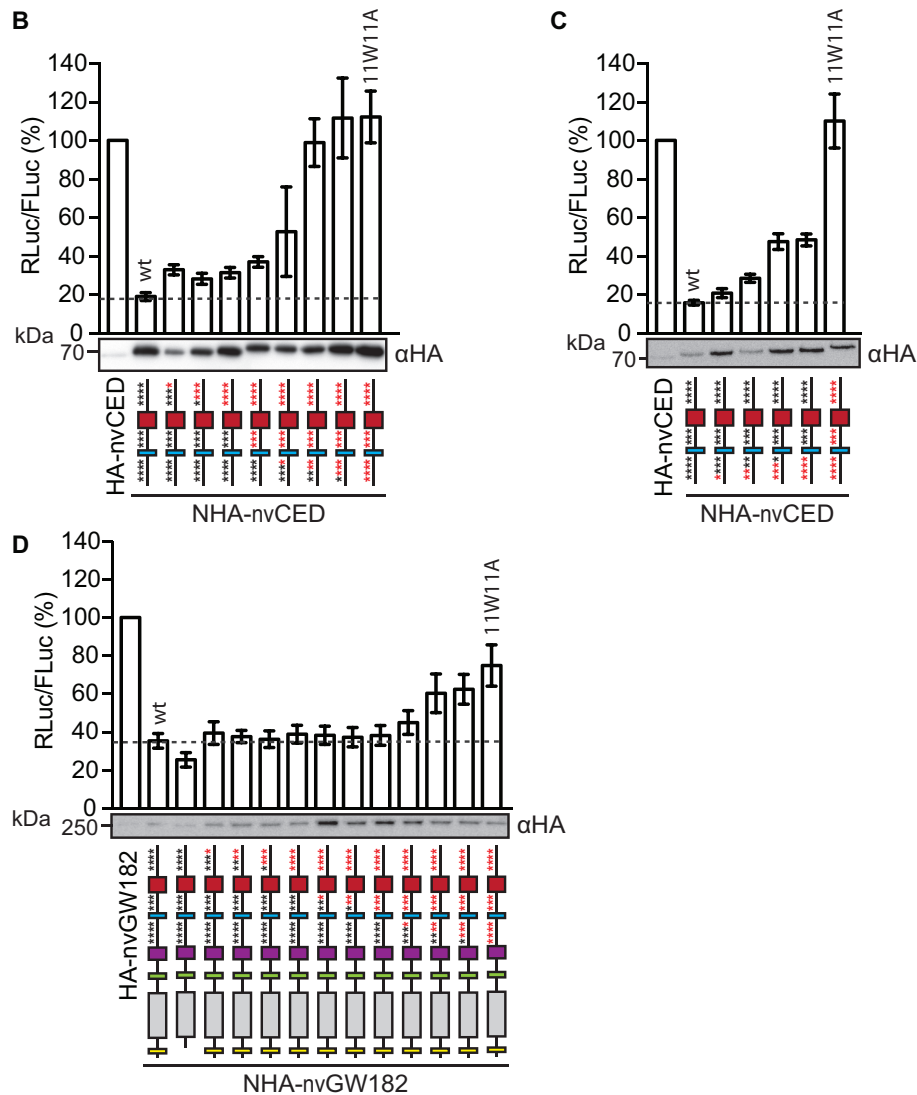 B
11W11A
140
120
100
80
60
40
20
0
RLuc/FLuc (%)
wt
kDa
70
αHA
HA-nvCED
NHA-nvCED
C
11W11A
140
120
100
80
60
40
20
0
RLuc/FLuc (%)
wt
kDa
70
αHA
HA-nvCED
NHA-nvCED
D
11W11A
140
120
100
80
60
40
20
0
RLuc/FLuc (%)
wt
kDa
250
αHA
HA-nvGW182
NHA-nvGW182